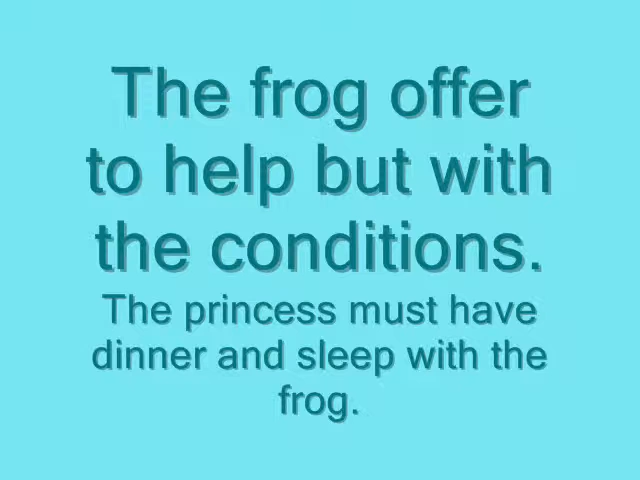 The frog offer
to help but with
the conditions.
The princess must have
dinner and sleep with the
frog.